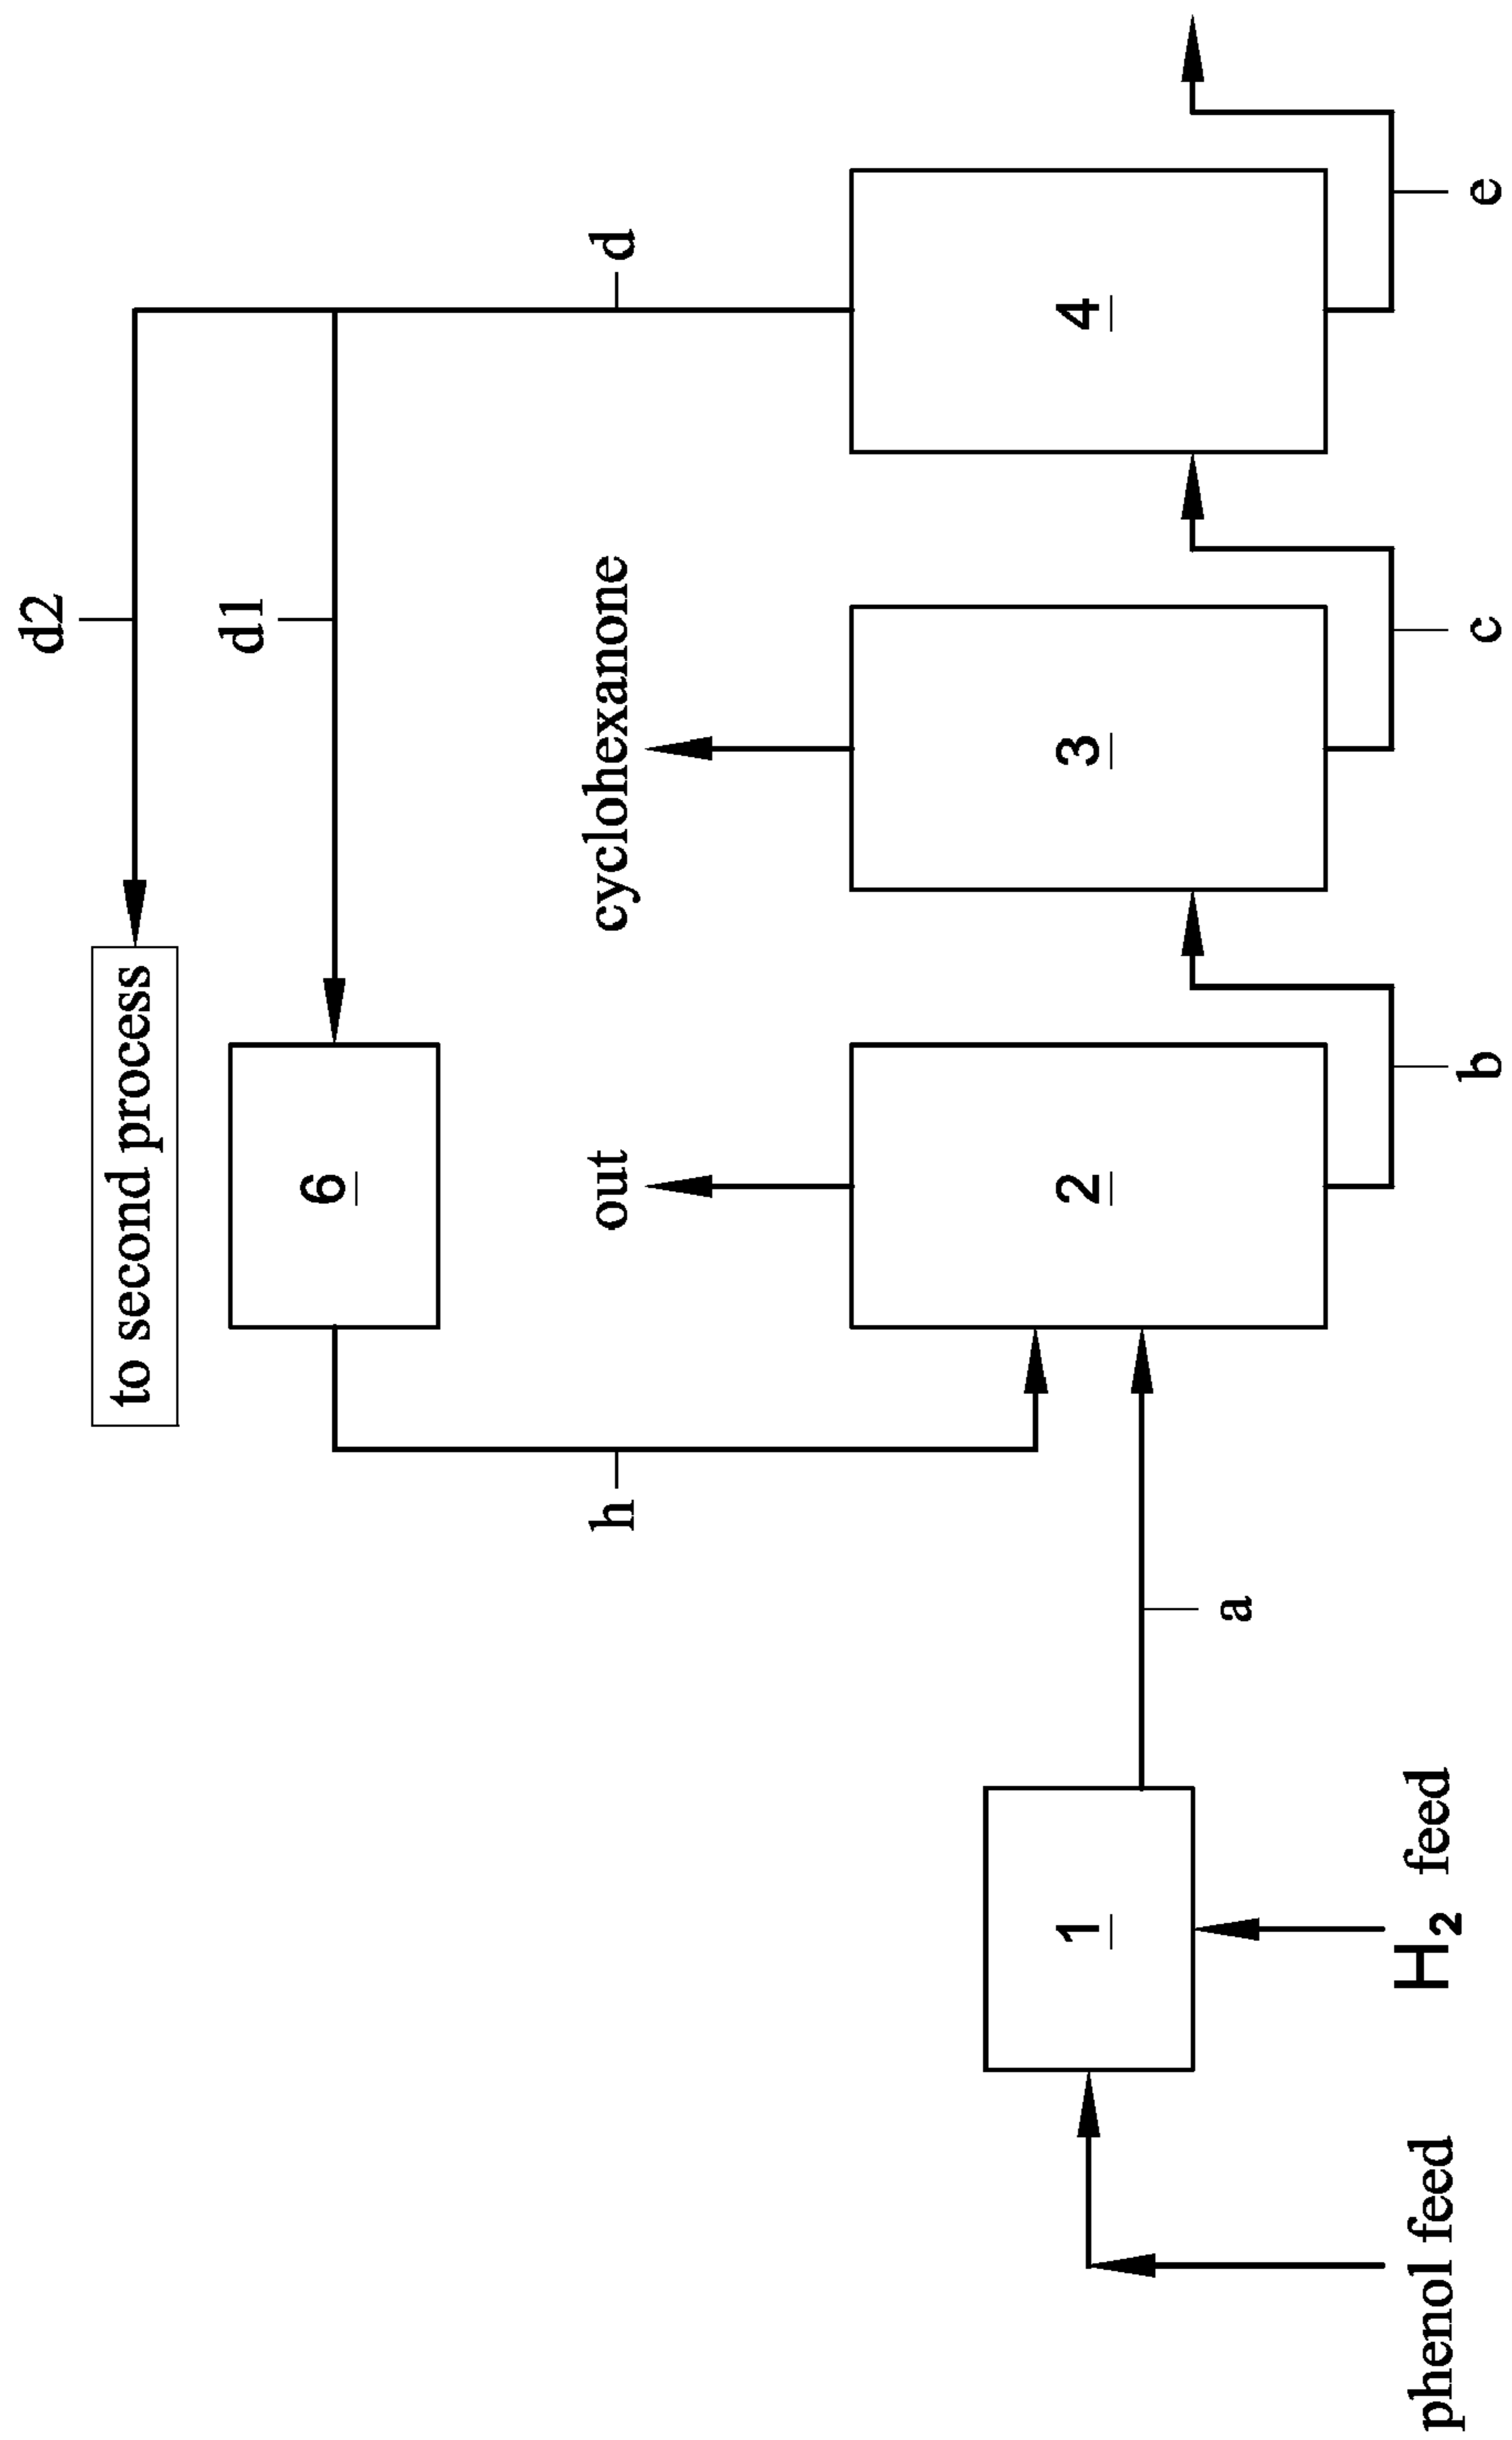 to second process
d2
d1
6
h
d
out
cyclohexanone
2
3
4
1
a
b
c
e
phenol feed
H₂ feed